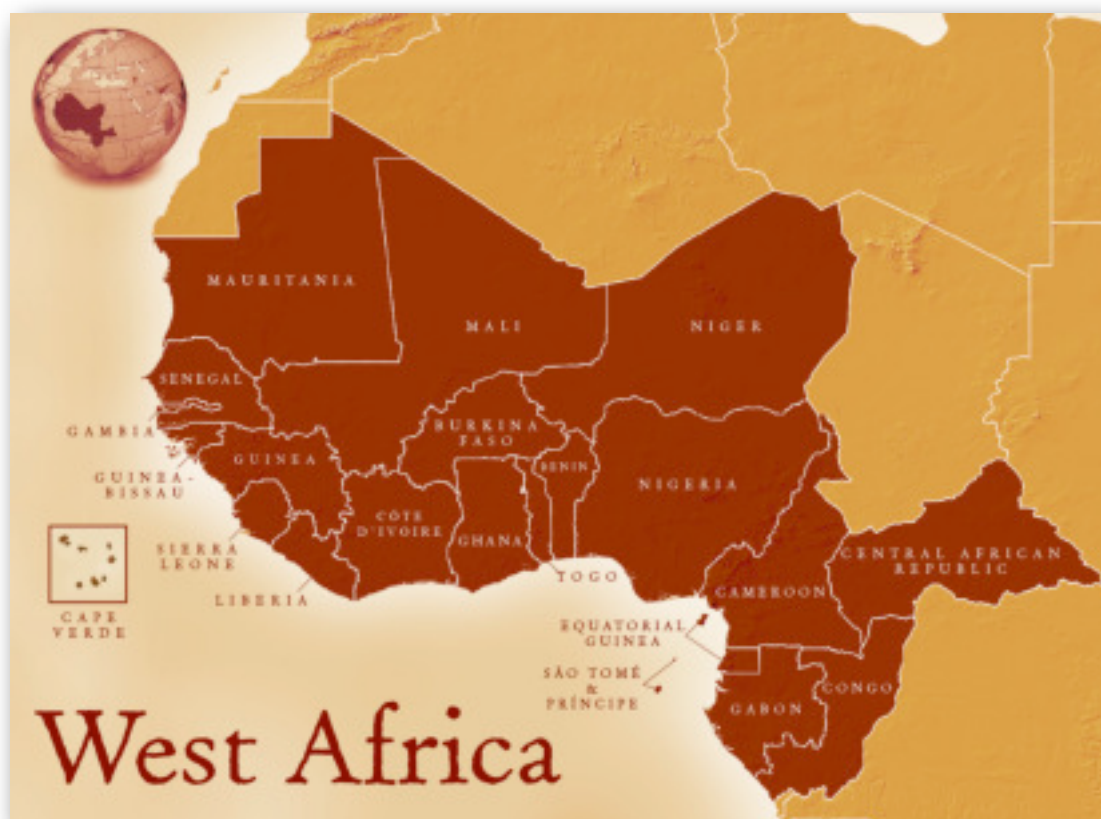 MAURITANIA
MALI
NIGER
SENEGAL
GAMBIA
BURKINA
FASO
GUINEA
BENIN
GUINEA-
BISSAU
NIGERIA
CÔTE
D'IVOIRE
GHANA
SIERRA
LEONE
CENTRAL AFRICAN
REPUBLIC
TOGO
CAMEROON
LIBERIA
CAPE
VERDE
EQUATORIAL
GUINEA
SÃO TOMÉ
&
PRÍNCIPE
CONGO
GABON
West Africa